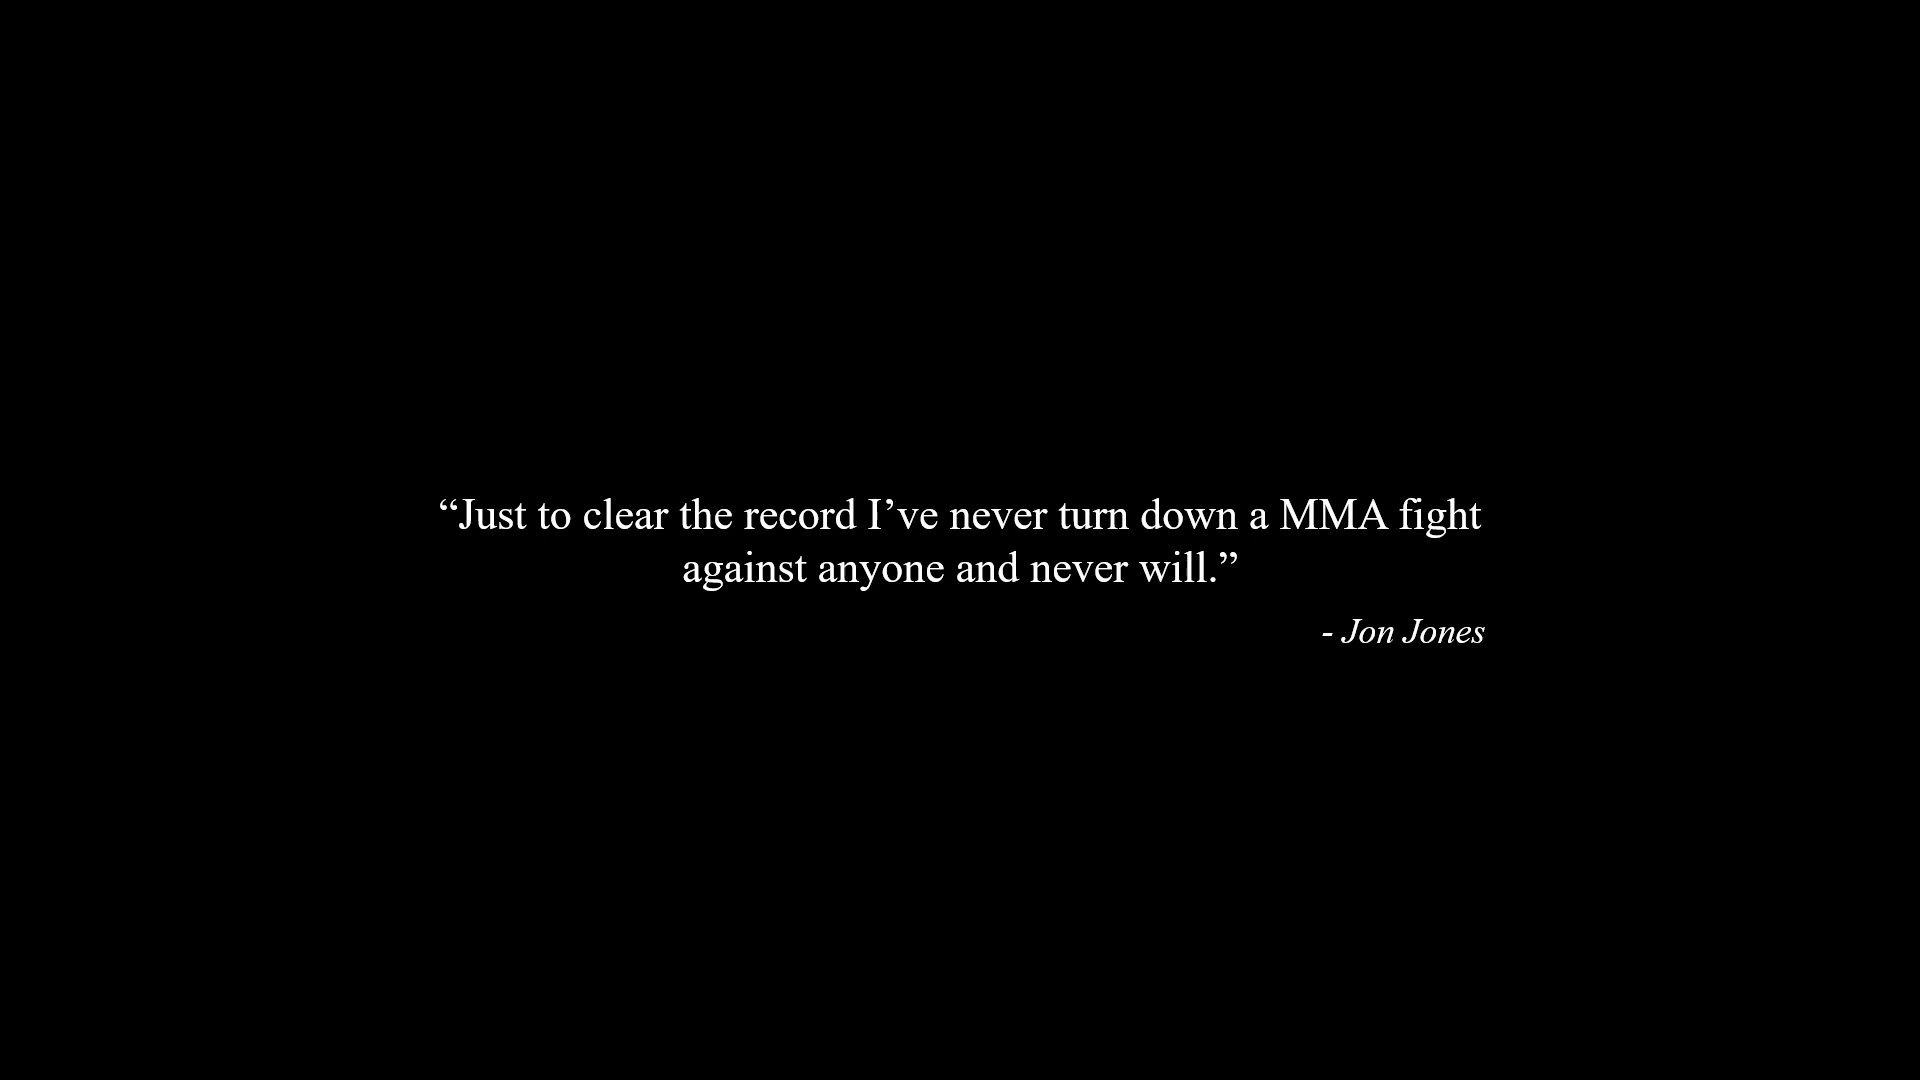 “Just to clear the record I’ve never turn down a MMA fight
against anyone and never will.”
- Jon Jones